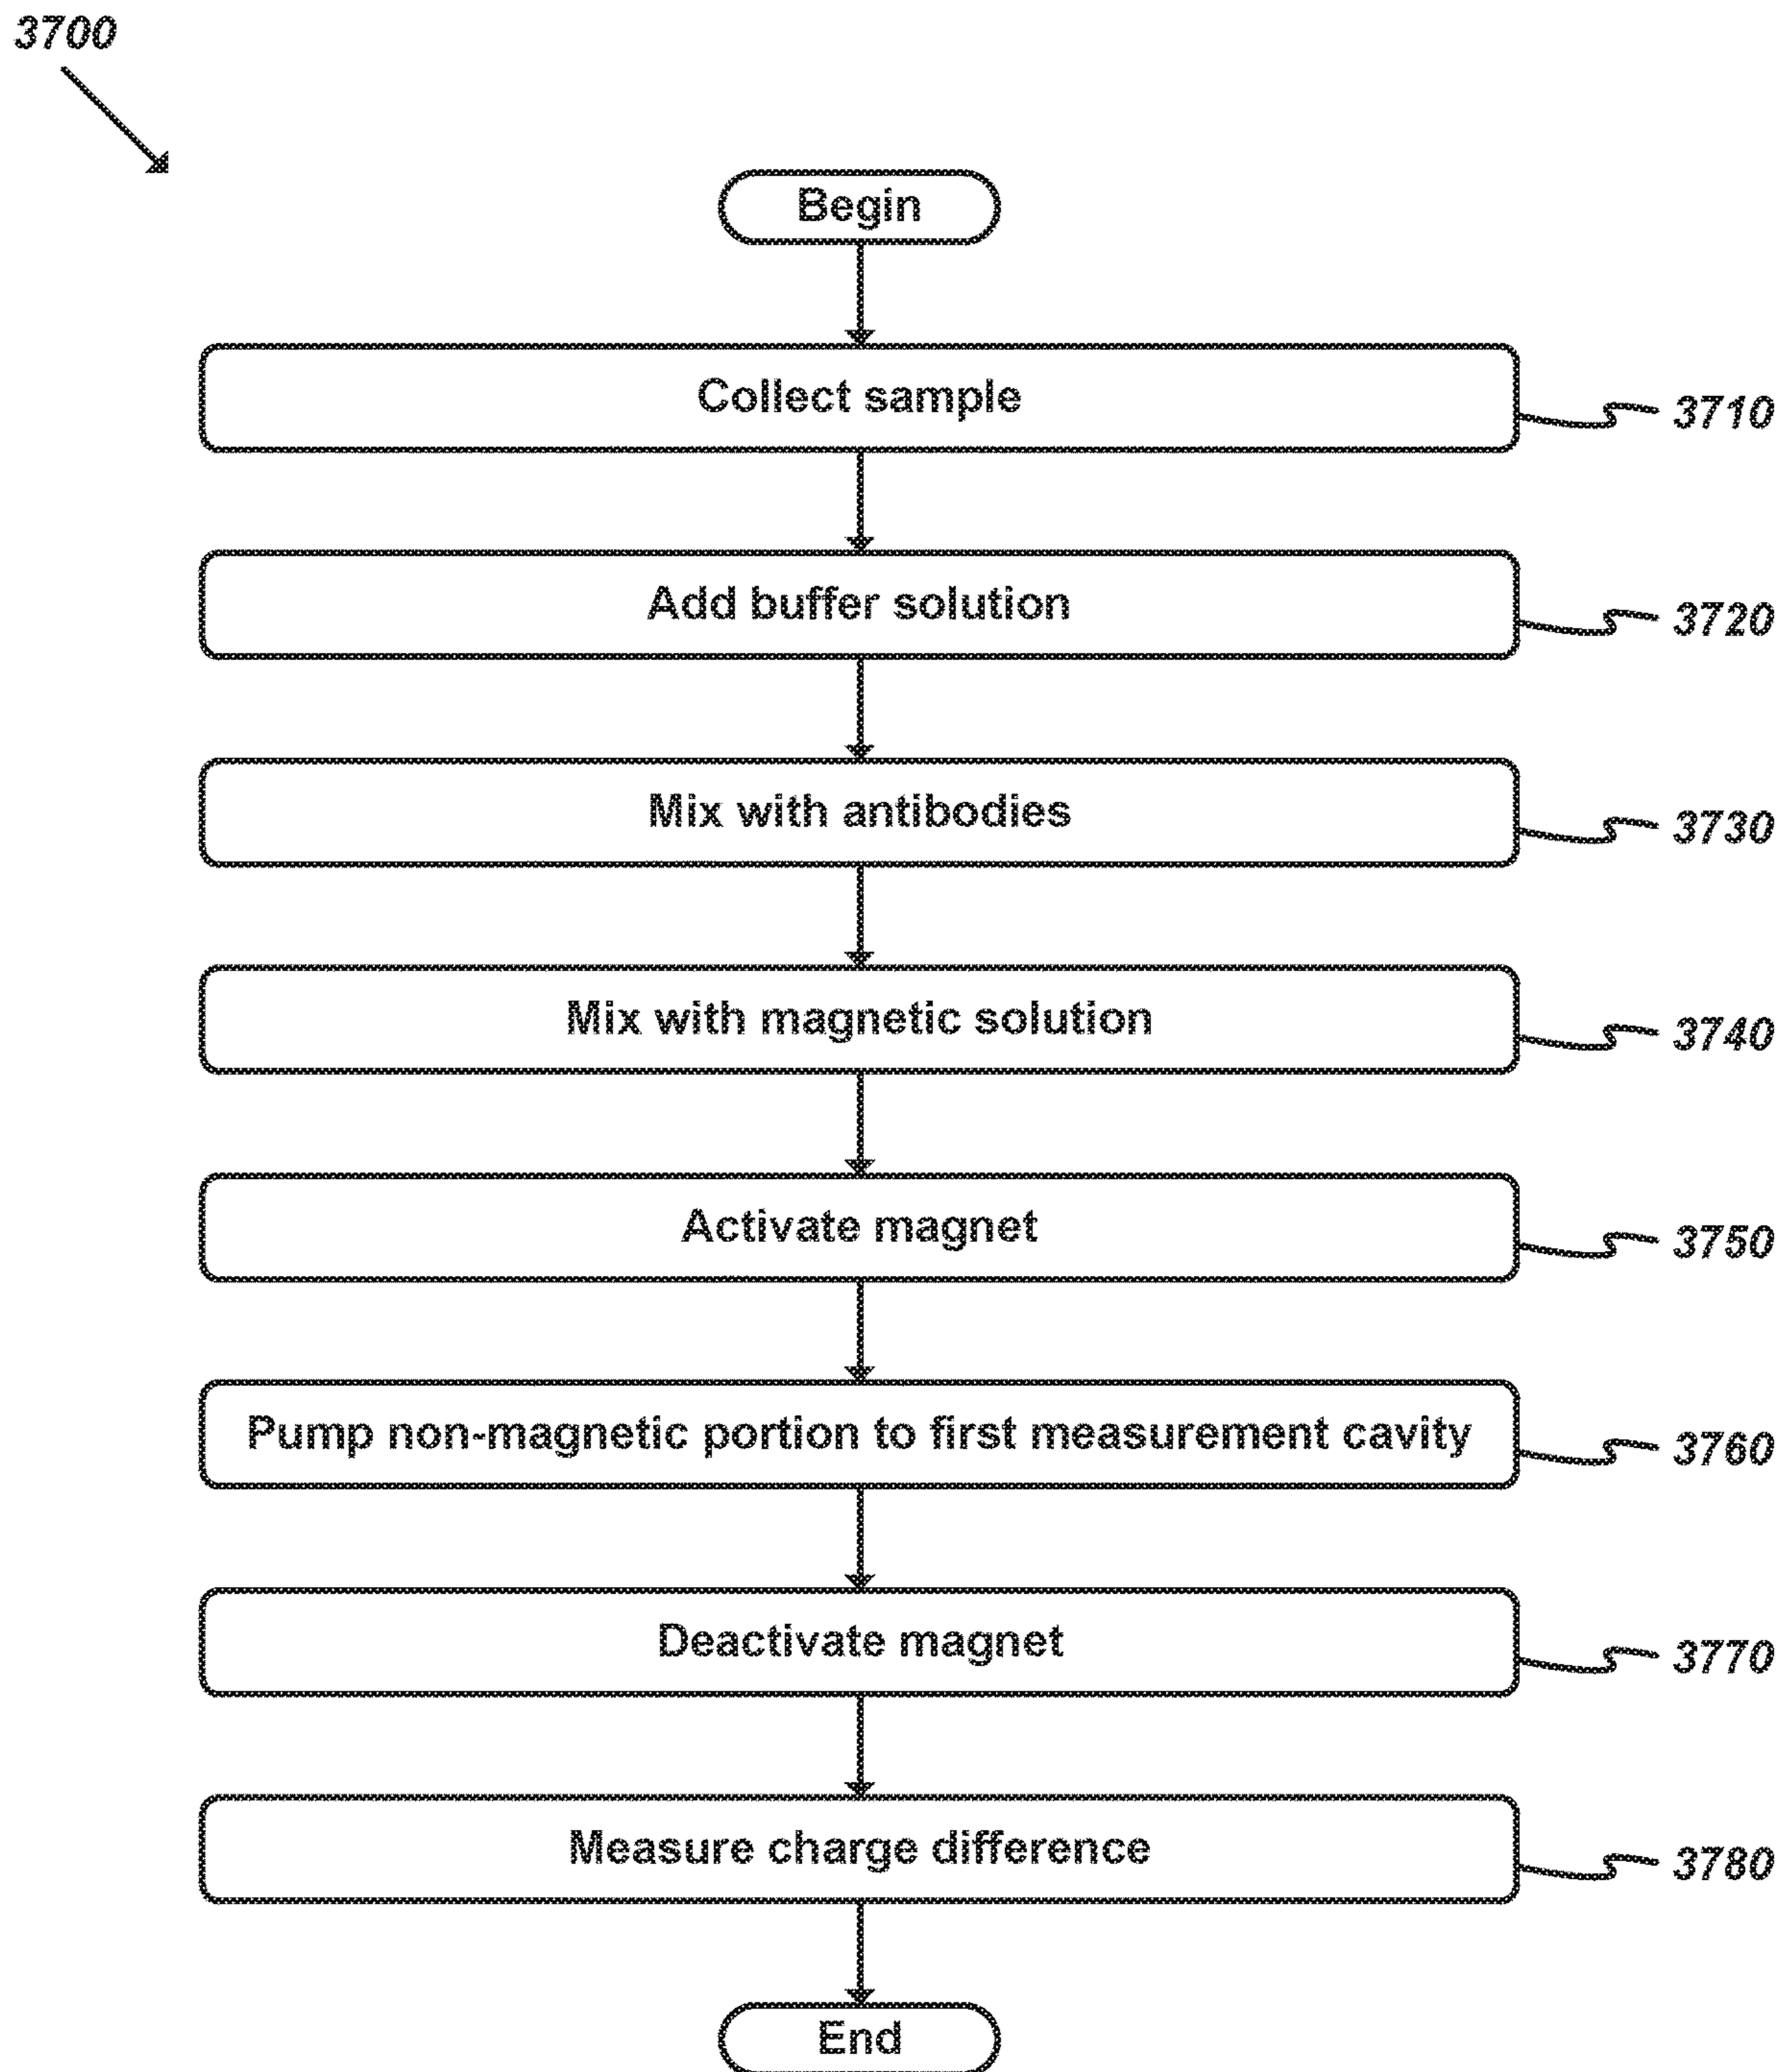 3700
Begin
Collect sample
3710
Add buffer solution
3720
Mix with antibodies
3730
Mix with magnetic solution
3740
Activate magnet
3750
Pump non-magnetic portion to first measurement cavity
3760
Deactivate magnet
3770
Measure charge difference
3780
End